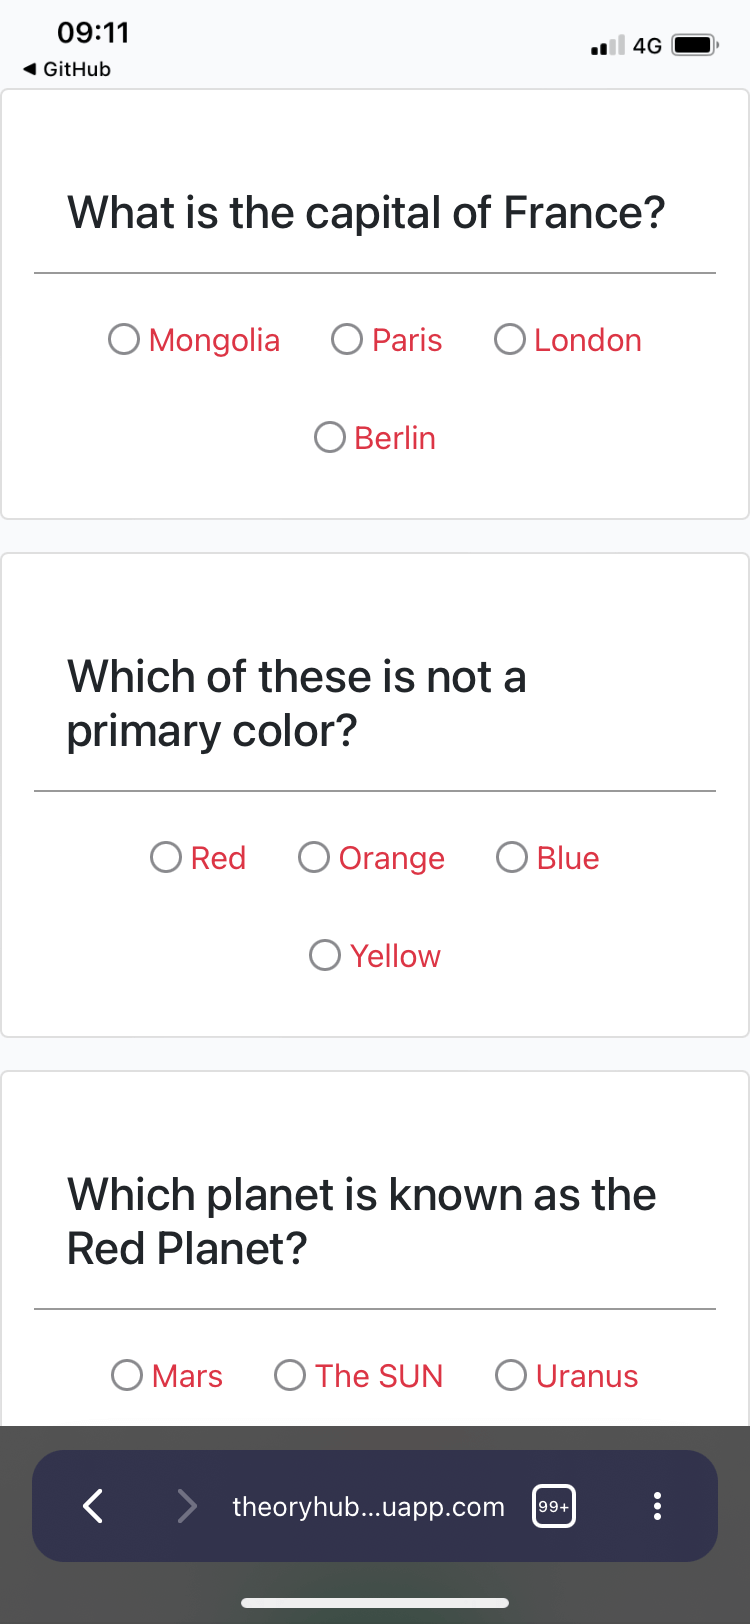 09:11
4G
◀ GitHub
What is the capital of France?
Mongolia Paris London
Berlin
Which of these is not a
primary color?
Red Orange Blue
Yellow
Which planet is known as the
Red Planet?
Mars The SUN Uranus
theoryhub...uapp.com 99+